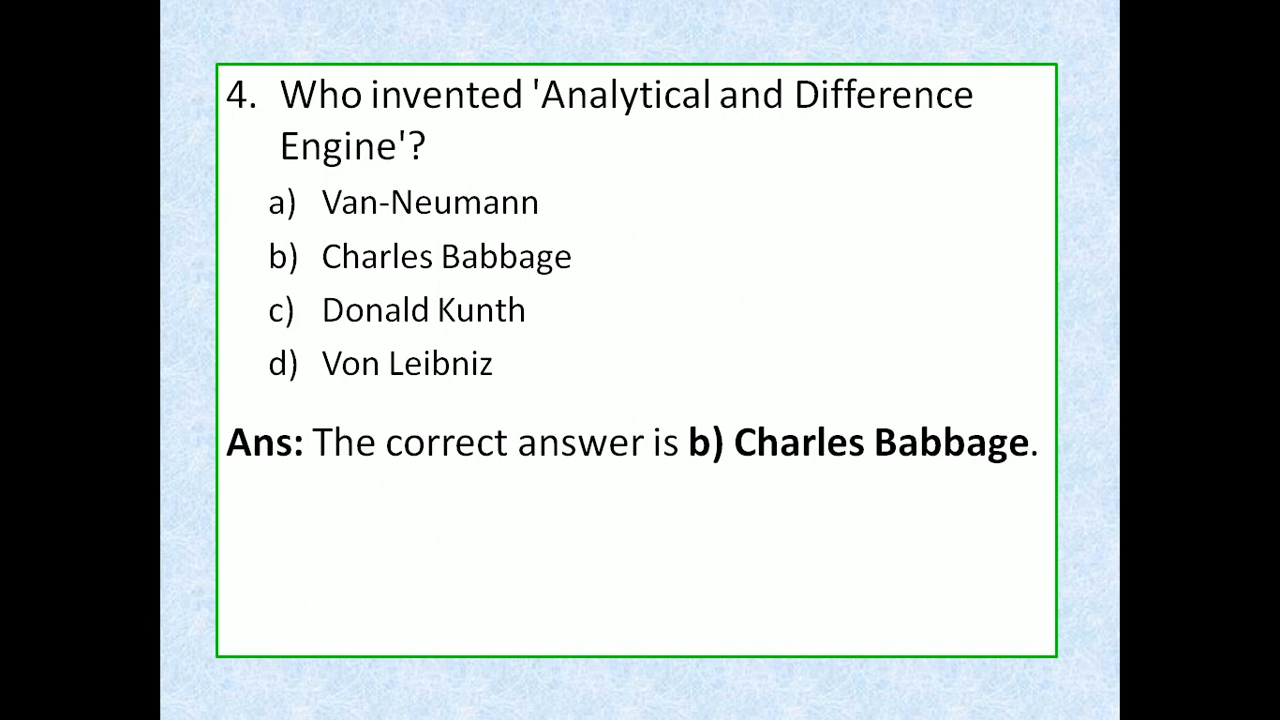 4. Who invented 'Analytical and Difference
Engine'?
a) Van-Neumann
b) Charles Babbage
c) Donald Kunth
d) Von Leibniz
Ans: The correct answer is b) Charles Babbage.